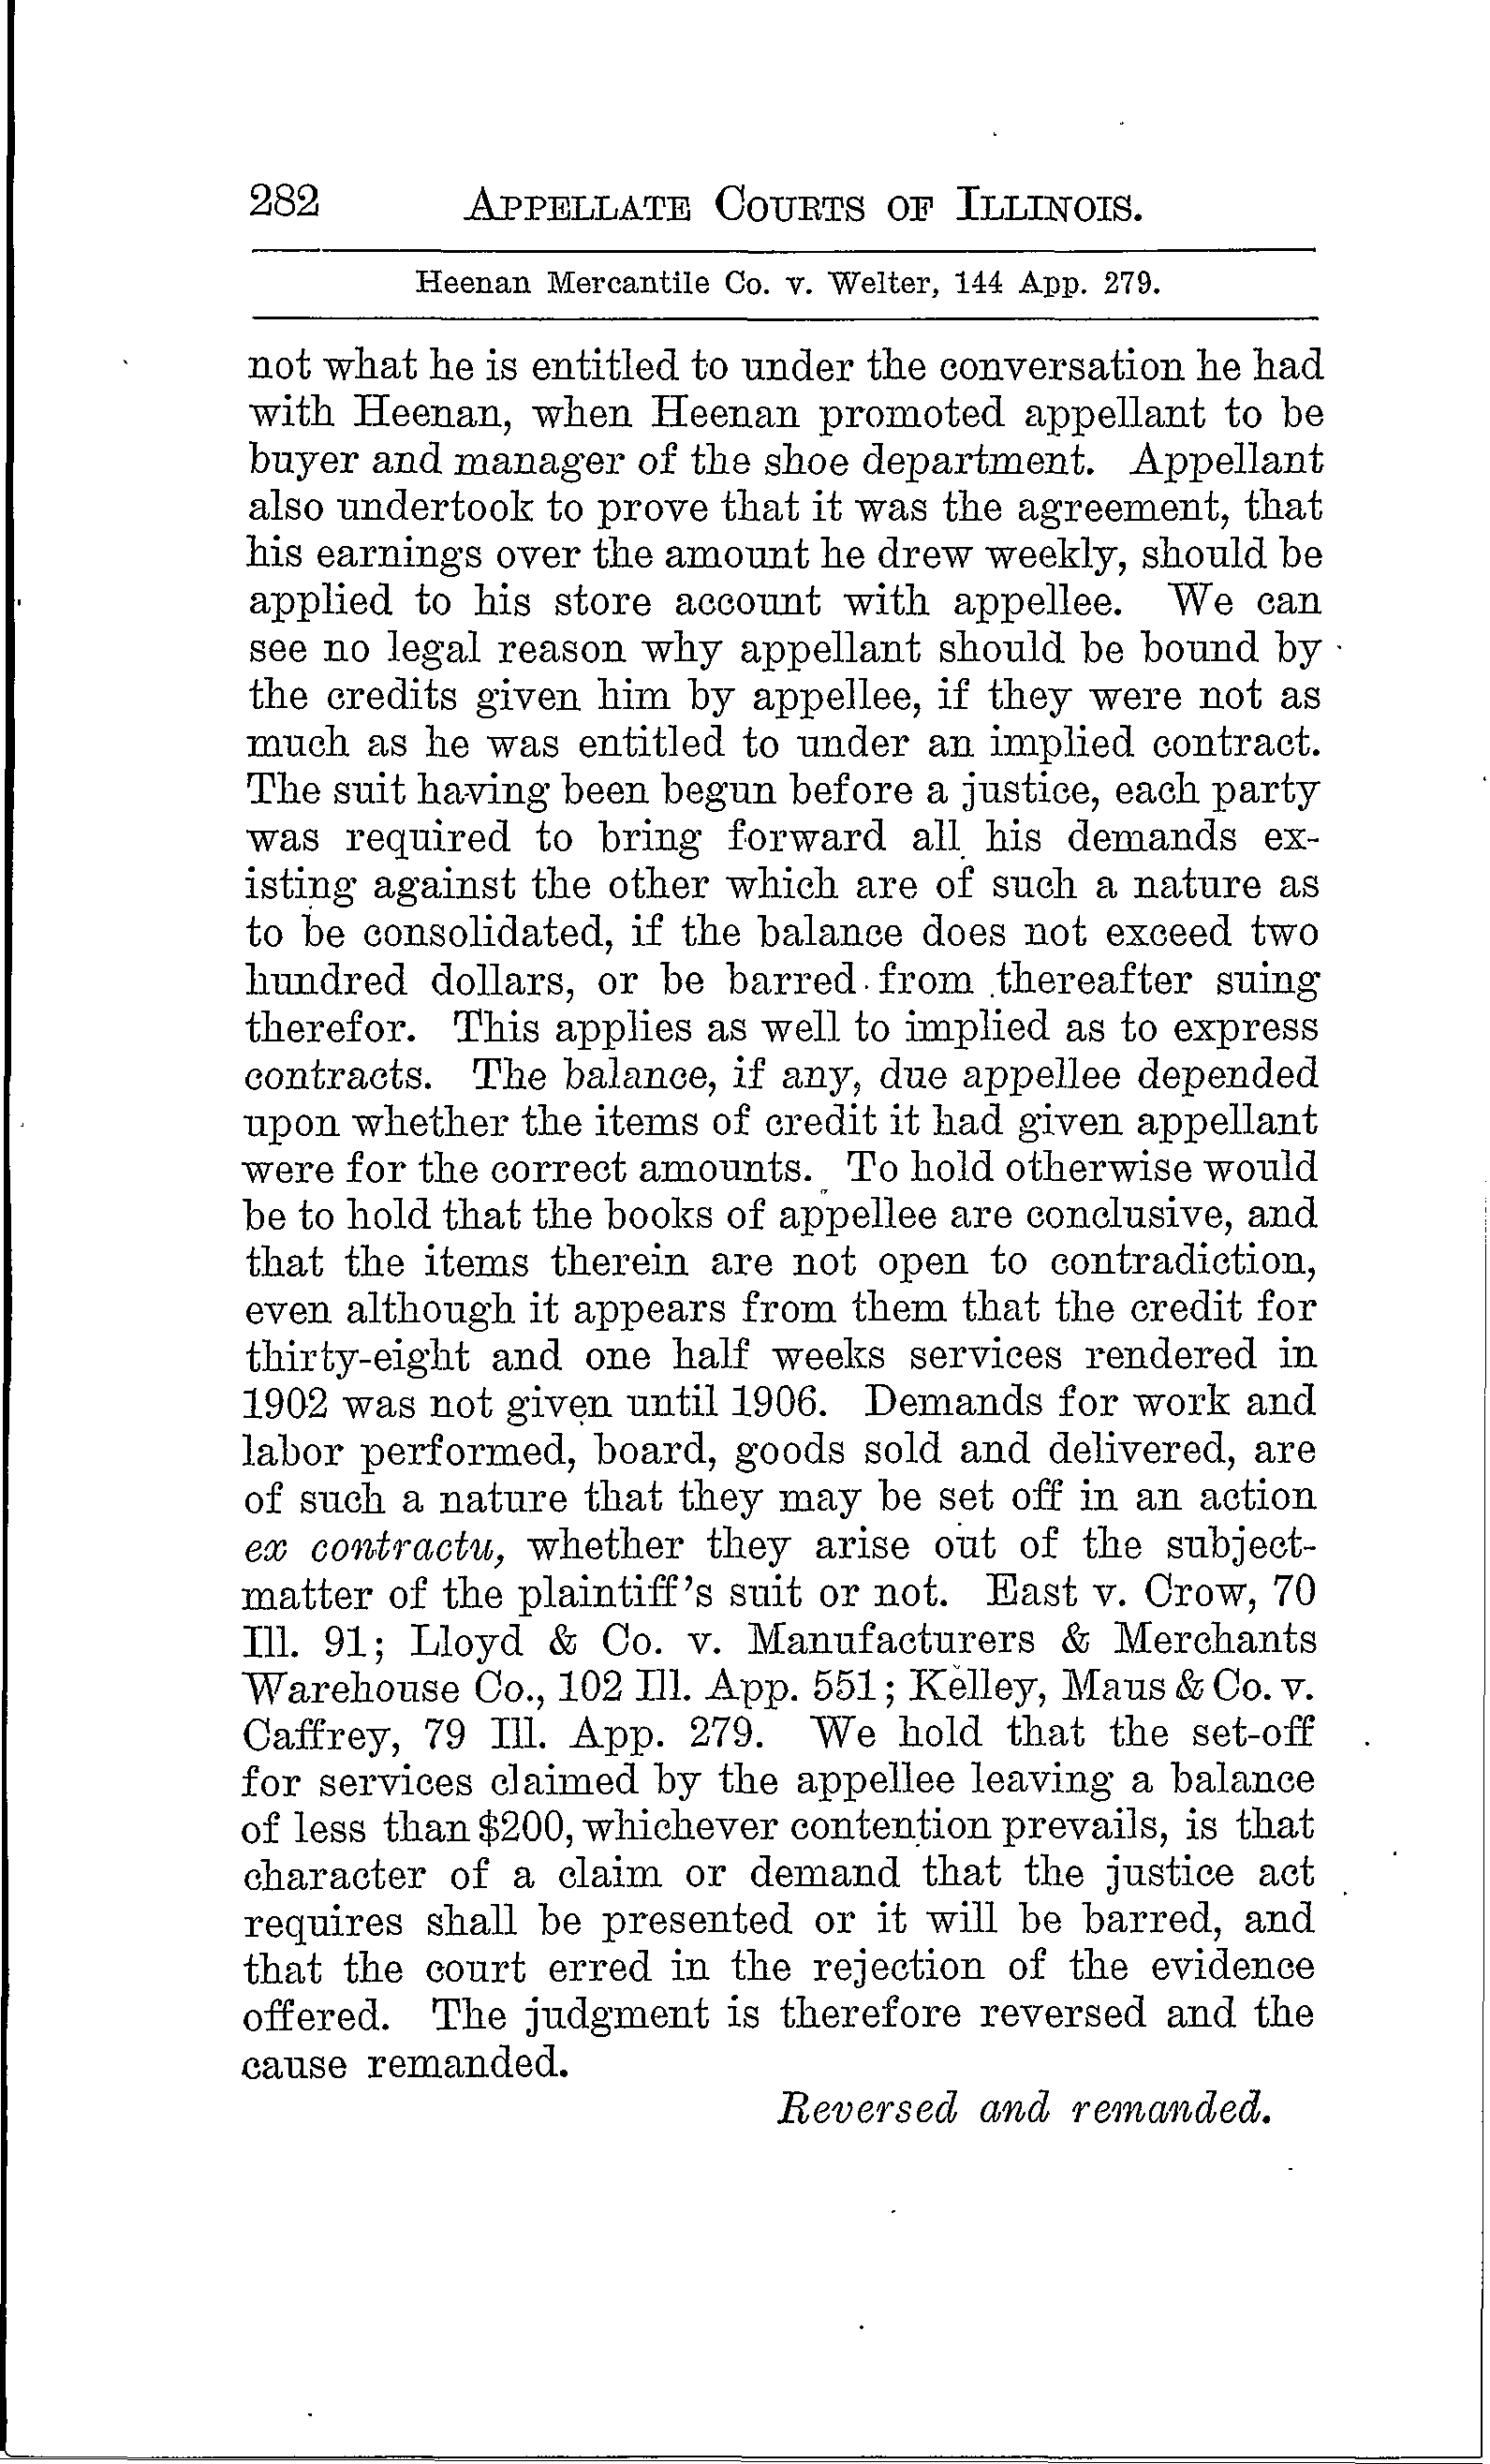 282 APPELLATE COURTS OF ILLINOIS.
Heenan Mercantile Co. v. Welter, 144 App. 279.
not what he is entitled to under the conversation he had
with Heenan, when Heenan promoted appellant to be
buyer and manager of the shoe department. Appellant
also undertook to prove that it was the agreement, that
his earnings over the amount he drew weekly, should be
applied to his store account with appellee. We can
see no legal reason why appellant should be bound by
the credits given him by appellee, if they were not as
much as he was entitled to under an implied contract.
The suit having been begun before a justice, each party
was required to bring forward all his demands ex-
isting against the other which are of such a nature as
to be consolidated, if the balance does not exceed two
hundred dollars, or be barred from thereafter suing
therefor. This applies as well to implied as to express
contracts. The balance, if any, due appellee depended
upon whether the items of credit it had given appellant
were for the correct amounts. To hold otherwise would
be to hold that the books of appellee are conclusive, and
that the items therein are not open to contradiction,
even although it appears from them that the credit for
thirty-eight and one half weeks services rendered in
1902 was not given until 1906. Demands for work and
labor performed, board, goods sold and delivered, are
of such a nature that they may be set off in an action
ex contractu, whether they arise out of the subject-
matter of the plaintiff's suit or not. East v. Crow, 70
Ill. 91; Lloyd & Co. v. Manufacturers & Merchants
Warehouse Co., 102 Ill. App. 551; Kelley, Maus & Co. v.
Caffrey, 79 Ill. App. 279. We hold that the set-off
for services claimed by the appellee leaving a balance
of less than $200, whichever contention prevails, is that
character of a claim or demand that the justice act
requires shall be presented or it will be barred, and
that the court erred in the rejection of the evidence
offered. The judgment is therefore reversed and the
cause remanded.
Reversed and remanded.